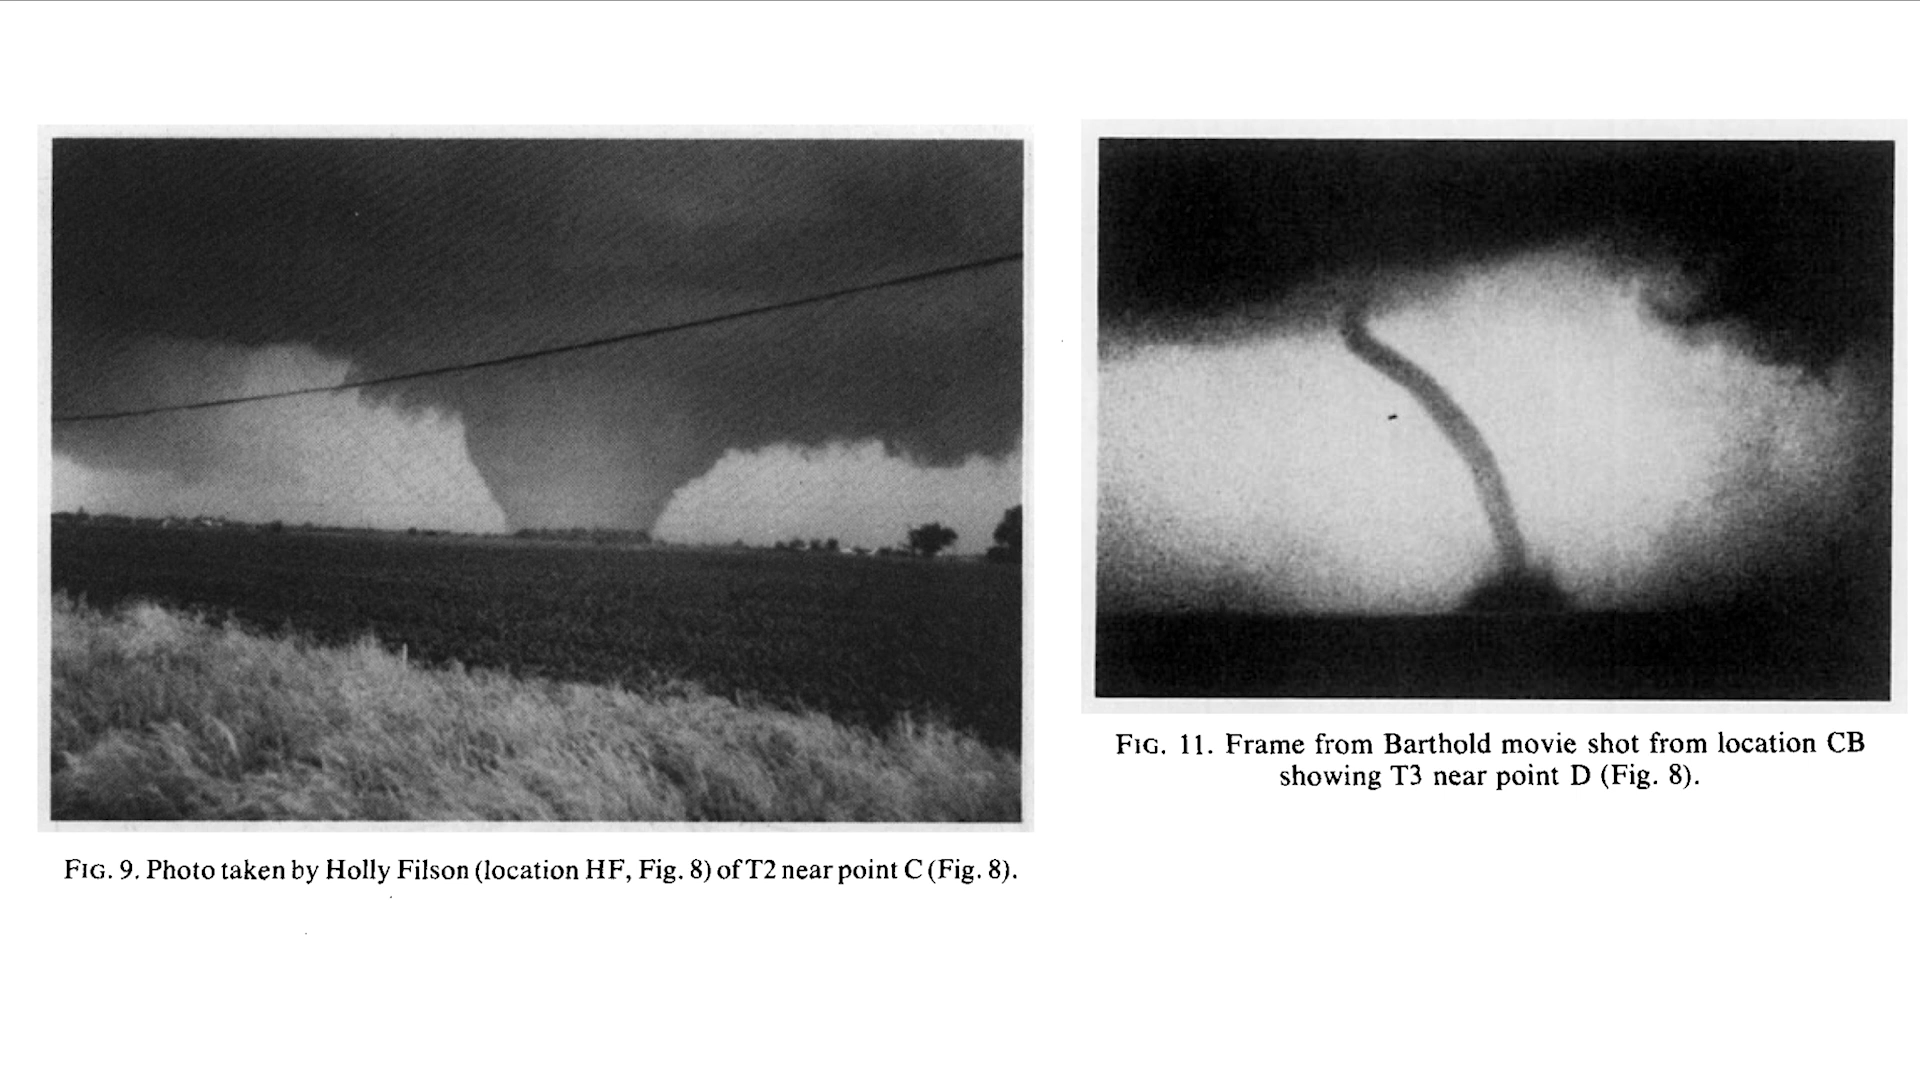 FIG. 9. Photo taken by Holly Filson (location HF, Fig. 8) of T2 near point C (Fig. 8).
FIG. 11. Frame from Barthold movie shot from location CB
showing T3 near point D (Fig. 8).